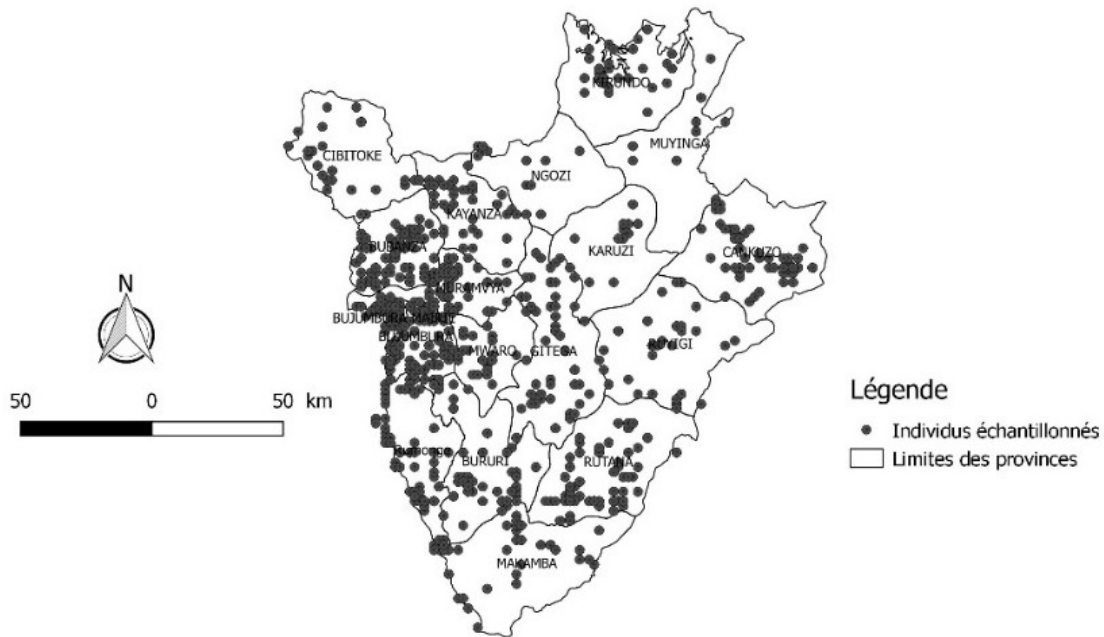 KIRUNDO
MUYINGA
CIBITOKE
NGOZI
KAYANZA
BUBANZA
KARUZI
CANKUZO
MURAMVYA
N
BUJUMBURA MAIRIE
BUJUMBURA
MWARO
GITEGA
RUYIGI
50 0 50 km
Légende
Individus échantillonnés
Limites des provinces
Rumonge
BURURI
RUTANA
MAKAMBA